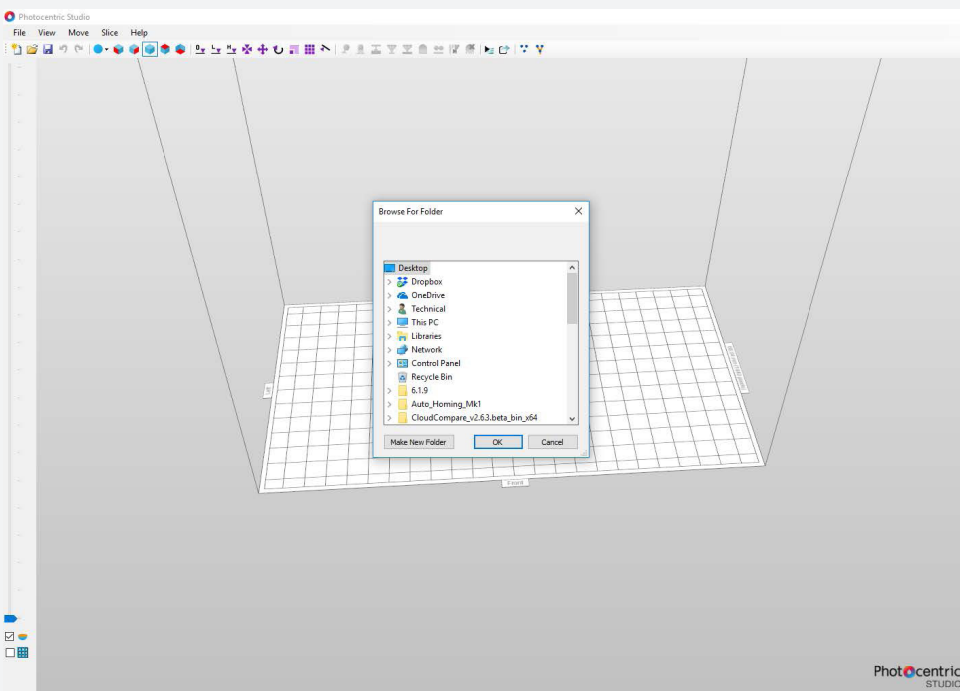 Photocentric Studio
File View Move Slice Help
Browse For Folder
Desktop
Dropbox
OneDrive
Technical
This PC
Libraries
Network
Control Panel
Recycle Bin
6.1.9
Auto_Homing_Mk1
CloudCompare_v2.6.3.beta_bin_x64
Make New Folder OK Cancel
Photocentric
STUDIO